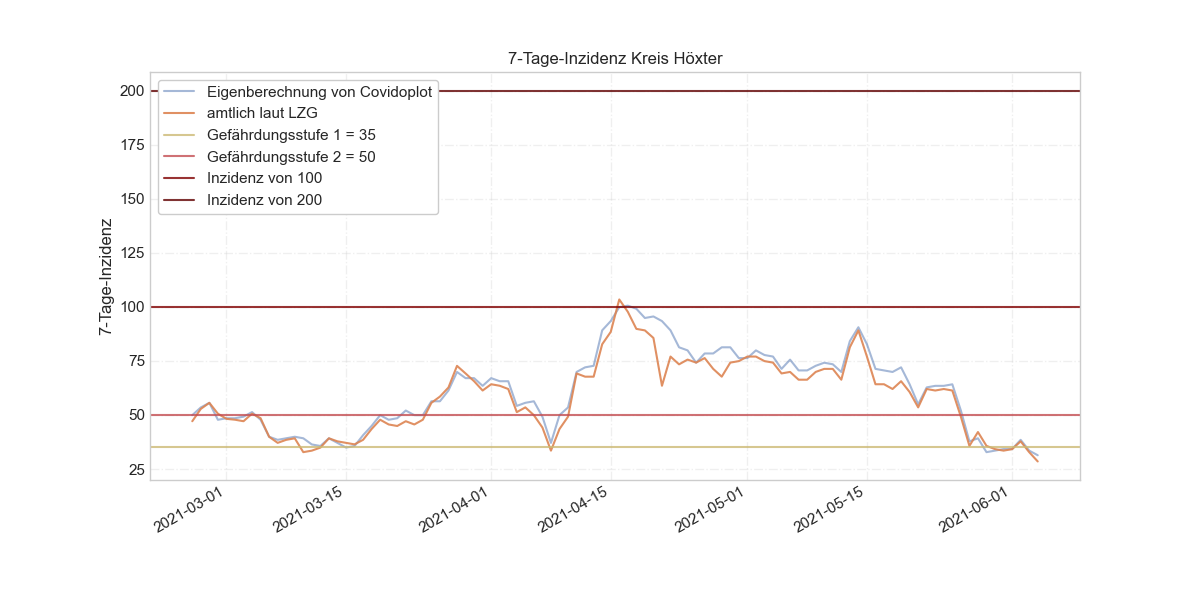 7-Tage-Inzidenz Kreis Höxter
200
175
150
125
100
75
50
25
7-Tage-Inzidenz
Eigenberechnung von Covidoplot
amtlich laut LZG
Gefährdungsstufe 1 = 35
Gefährdungsstufe 2 = 50
Inzidenz von 100
Inzidenz von 200
2021-03-01
2021-03-15
2021-04-01
2021-04-15
2021-05-01
2021-05-15
2021-06-01